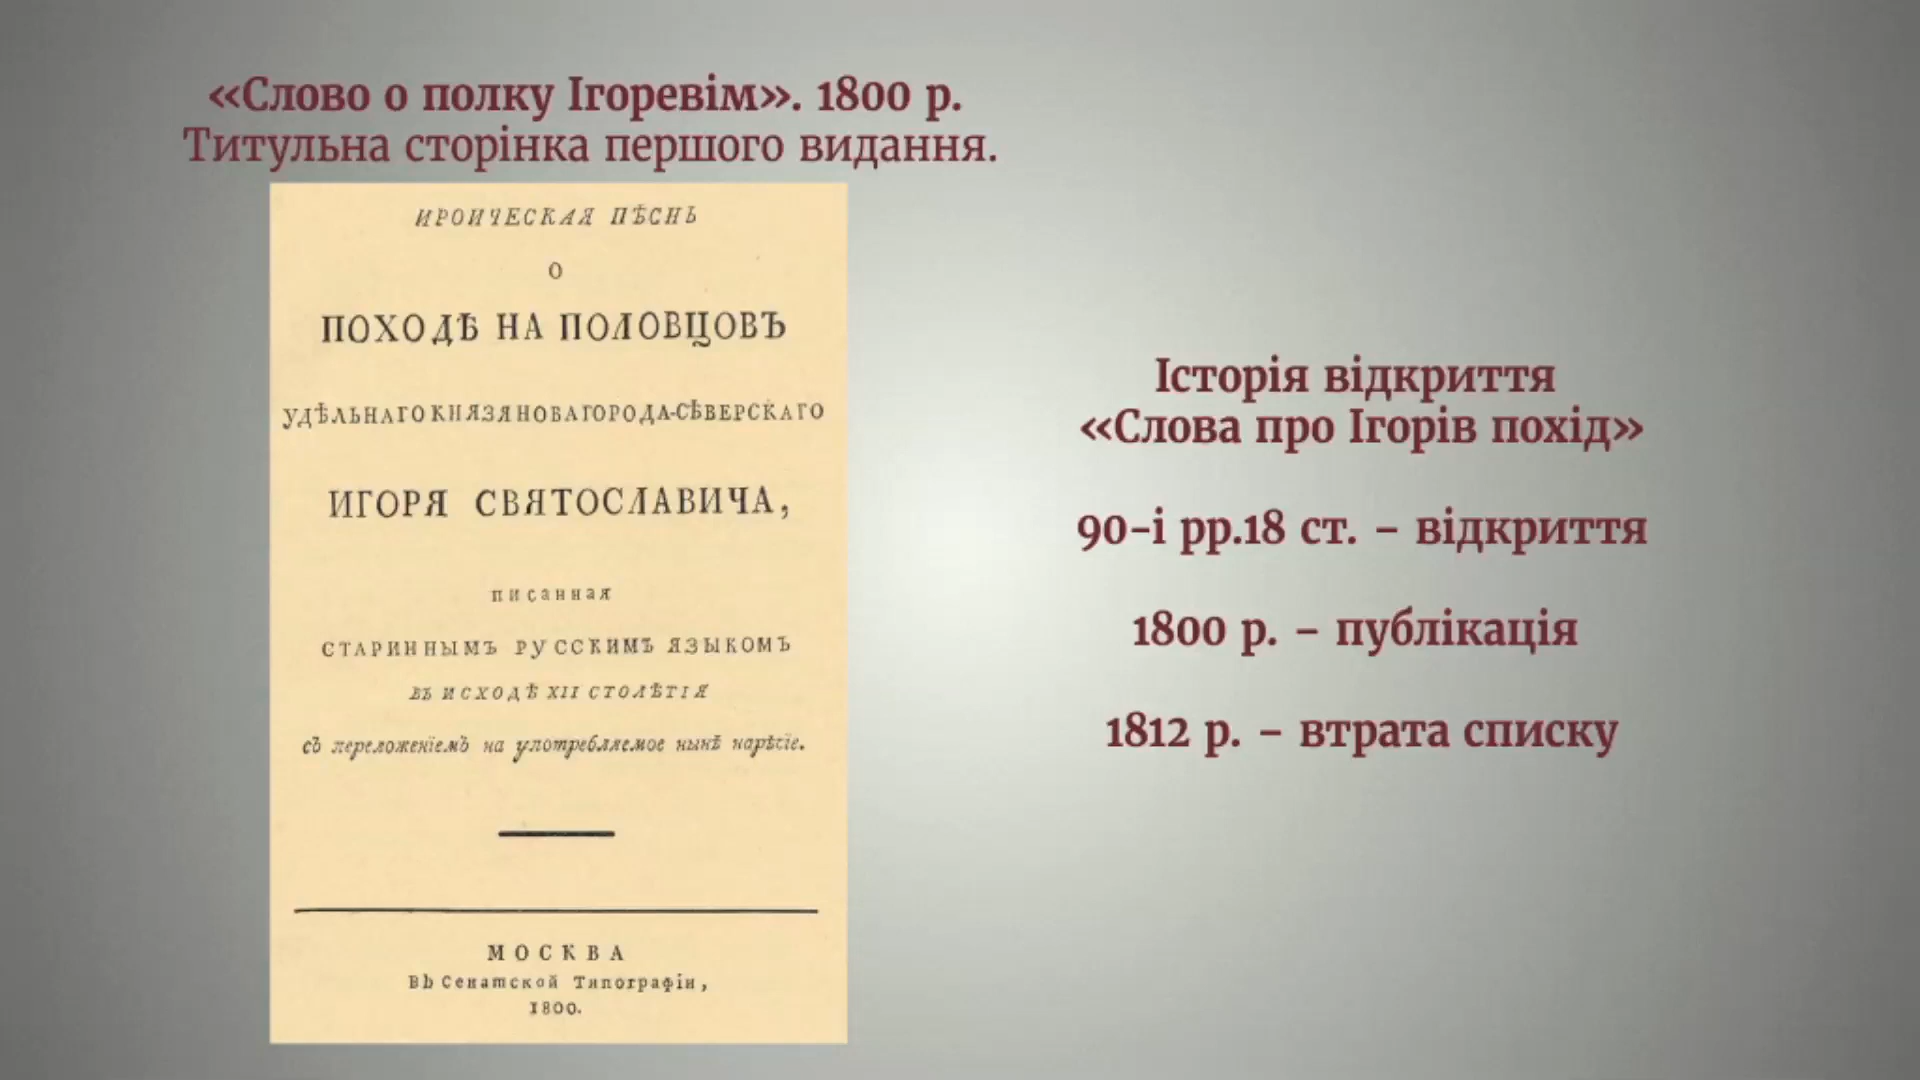 «Слово о полку Ігоревім». 1800 р.
Титульна сторінка першого видання.
ИРОИЧЕСКАЯ ПѢСНЬ
О
ПОХОДѢ НА ПОЛОВЦОВЪ
УДѢЛЬНАГО КНЯЗЯ НОВАГОРОДА-СѢВЕРСКАГО
ИГОРЯ СВЯТОСЛАВИЧА,
писанная
СТАРИННЫМЪ РУССКИМЪ ЯЗЫКОМЪ
ВЪ ИСХОДѢ XII СТОЛѢТІЯ
съ переложеніемъ на употребляемое нынѣ нарѣчіе.
МОСКВА
Въ Сенатской Типографіи,
1800.
Історія відкриття
«Слова про Ігорів похід»
90-і рр.18 ст. – відкриття
1800 р. – публікація
1812 р. – втрата списку